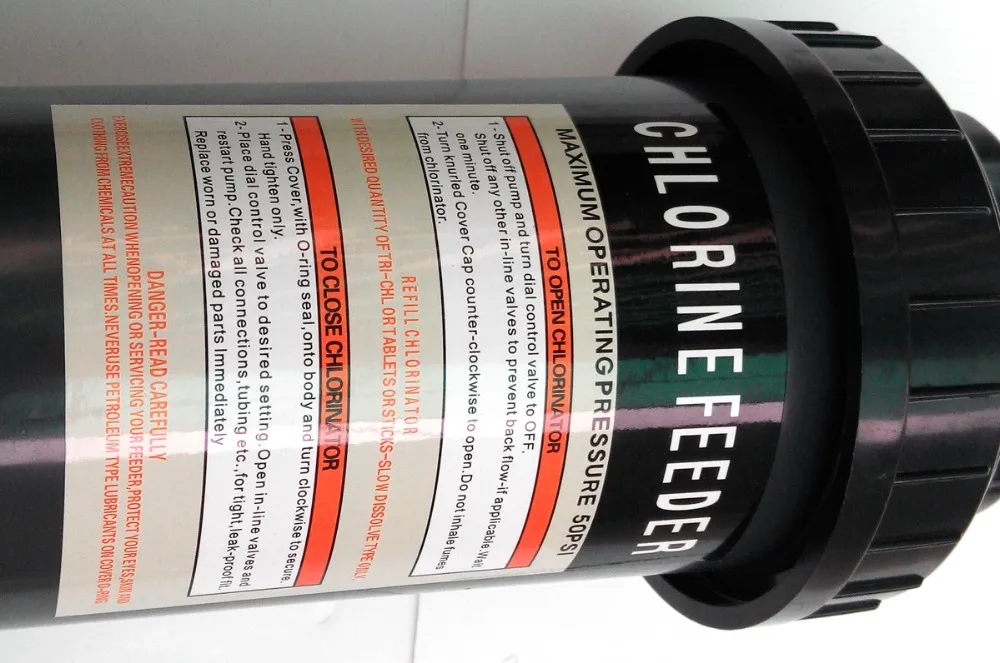 CHLORINE FEEDER
MAXIMUM OPERATING PRESSURE 50PSI
TO OPEN CHLORINATOR
1-Shut off pump and turn dial control valve to OFF.
Shut off any other in-line valves to prevent back flow-if applicable.Wait
one minute.
2-Turn knurled Cover Cap counter-clockwise to open.Do not inhale fumes
from chlorinator.
REFILL CHLORINATOR
WITH DESIRED QUANTITY OF TRI-CHL OR TABLETS OR STICKS-SLOW DISSOLVE TYPE ONLY.
TO CLOSE CHLORINATOR
1-Press Cover,with O-ring seal,onto body and turn clockwise to secure.
Hand tighten only.
2-Place dial control valve to desired setting.Open in-line valves and
restart pump.Check all connections,tubing etc.,for tight,leak-proof fit.
Replace worn or damaged parts Immediately
DANGER-READ CAREFULLY
EXERCISE EXTREME CAUTION WHEN OPENING OR SERVICING YOUR FEEDER,PROTECT YOUR EYES,SKIN AND
CLOTHING FROM CHEMICALS AT ALL TIMES.NEVER USE PETROLEUM TYPE LUBRICANTS ON COVER O-RING